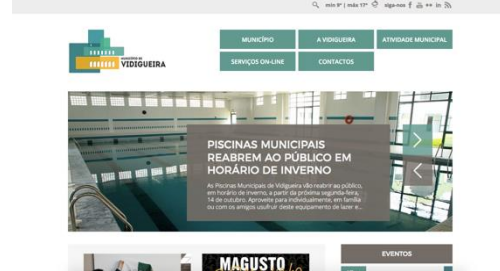 min 9º | máx 17º siga-nos
MUNICÍPIO A VIDIGUEIRA ATIVIDADE MUNICIPAL
MUNICÍPIO DE
VIDIGUEIRA
SERVIÇOS ON-LINE CONTACTOS
PISCINAS MUNICIPAIS
REABREM AO PÚBLICO EM
HORÁRIO DE INVERNO
As Piscinas Municipais de Vidigueira vão reabrir ao público,
em horário de inverno, a partir da próxima segunda-feira,
14 de outubro. Aproveite para individualmente, em família
ou com os amigos usufruir deste equipamento de lazer e...
EVENTOS
MAGUSTO